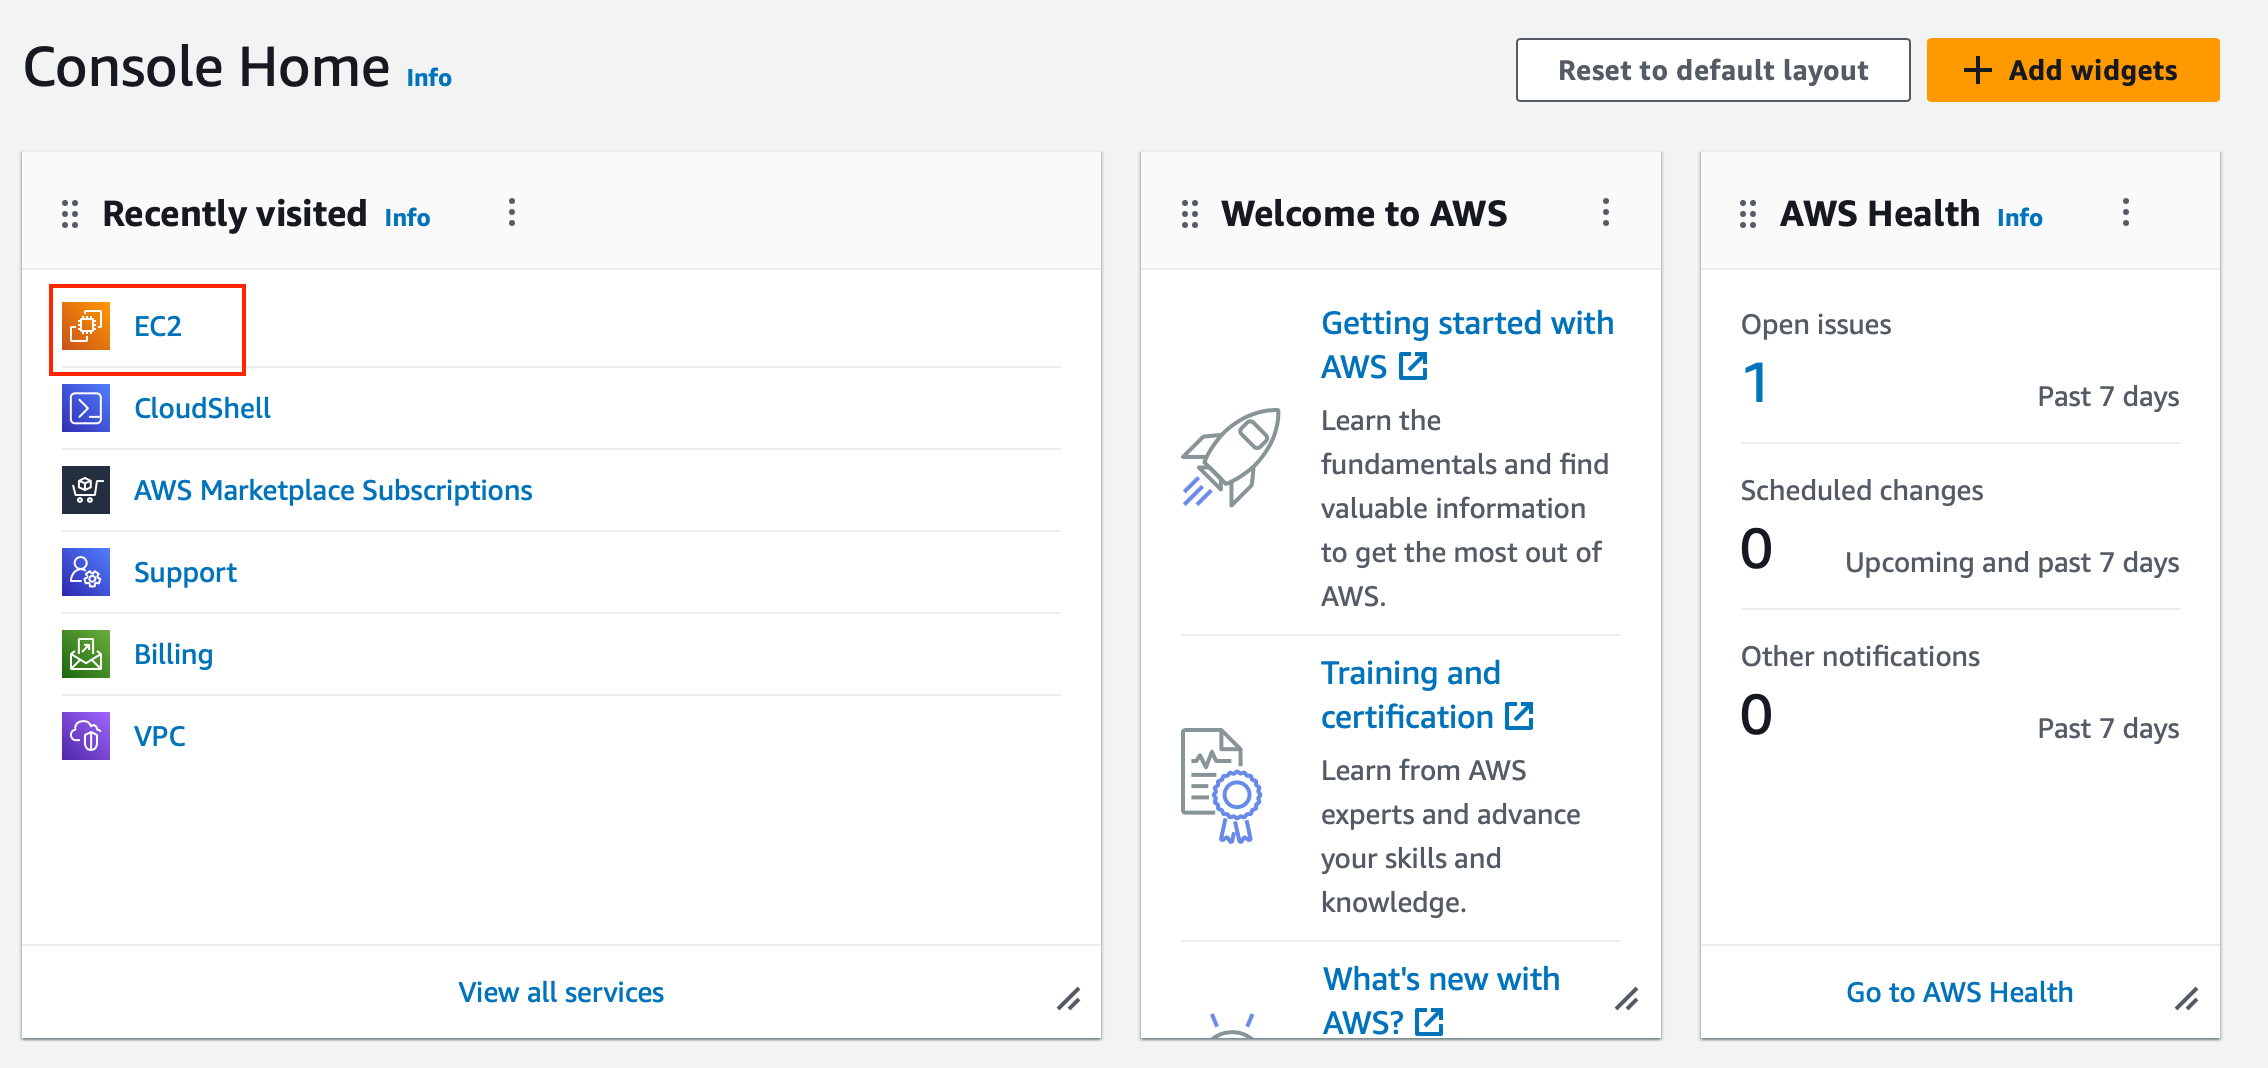 Console Home Info
Reset to default layout
+ Add widgets
Recently visited Info
EC2
CloudShell
AWS Marketplace Subscriptions
Support
Billing
VPC
View all services
Welcome to AWS
Getting started with
AWS
Learn the
fundamentals and find
valuable information
to get the most out of
AWS.
Training and
certification
Learn from AWS
experts and advance
your skills and
knowledge.
What's new with
AWS?
AWS Health Info
Open issues
1
Past 7 days
Scheduled changes
0
Upcoming and past 7 days
Other notifications
0
Past 7 days
Go to AWS Health